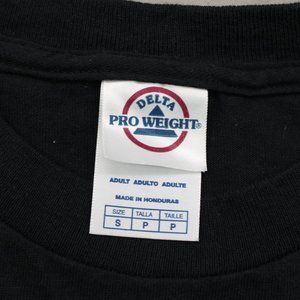 DELTA
PRO WEIGHT®
ADULT ADULTO ADULTE
MADE IN HONDURAS
SIZE TALLA TAILLE
S P P